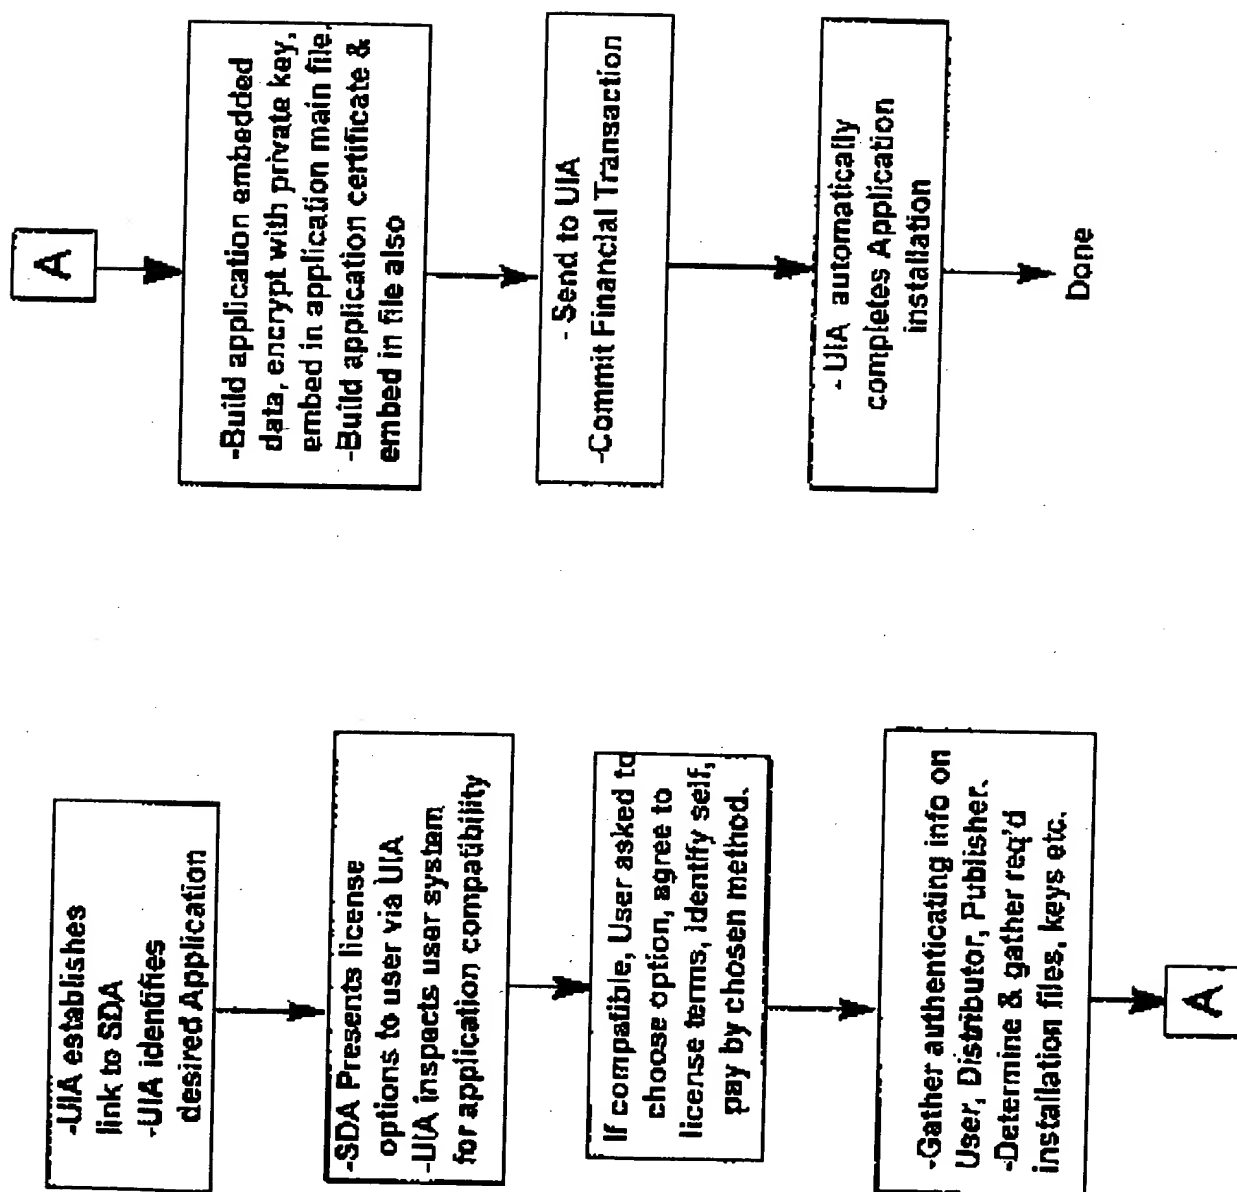 -UIA establishes
link to SDA
-UIA identifies
desired Application
-SDA Presents license
options to user via UIA
-UIA inspects user system
for application compatibility
If compatible, User asked to
choose option, agree to
license terms, identify self,
pay by chosen method.
-Gather authenticating info on
User, Distributor, Publisher.
-Determine & gather req'd
installation files, keys etc.
A
A
-Build application embedded
data, encrypt with private key,
embed in application main file.
-Build application certificate &
embed in file also
- Send to UIA
-Commit Financial Transaction
- UIA automatically
completes Application
installation
Done